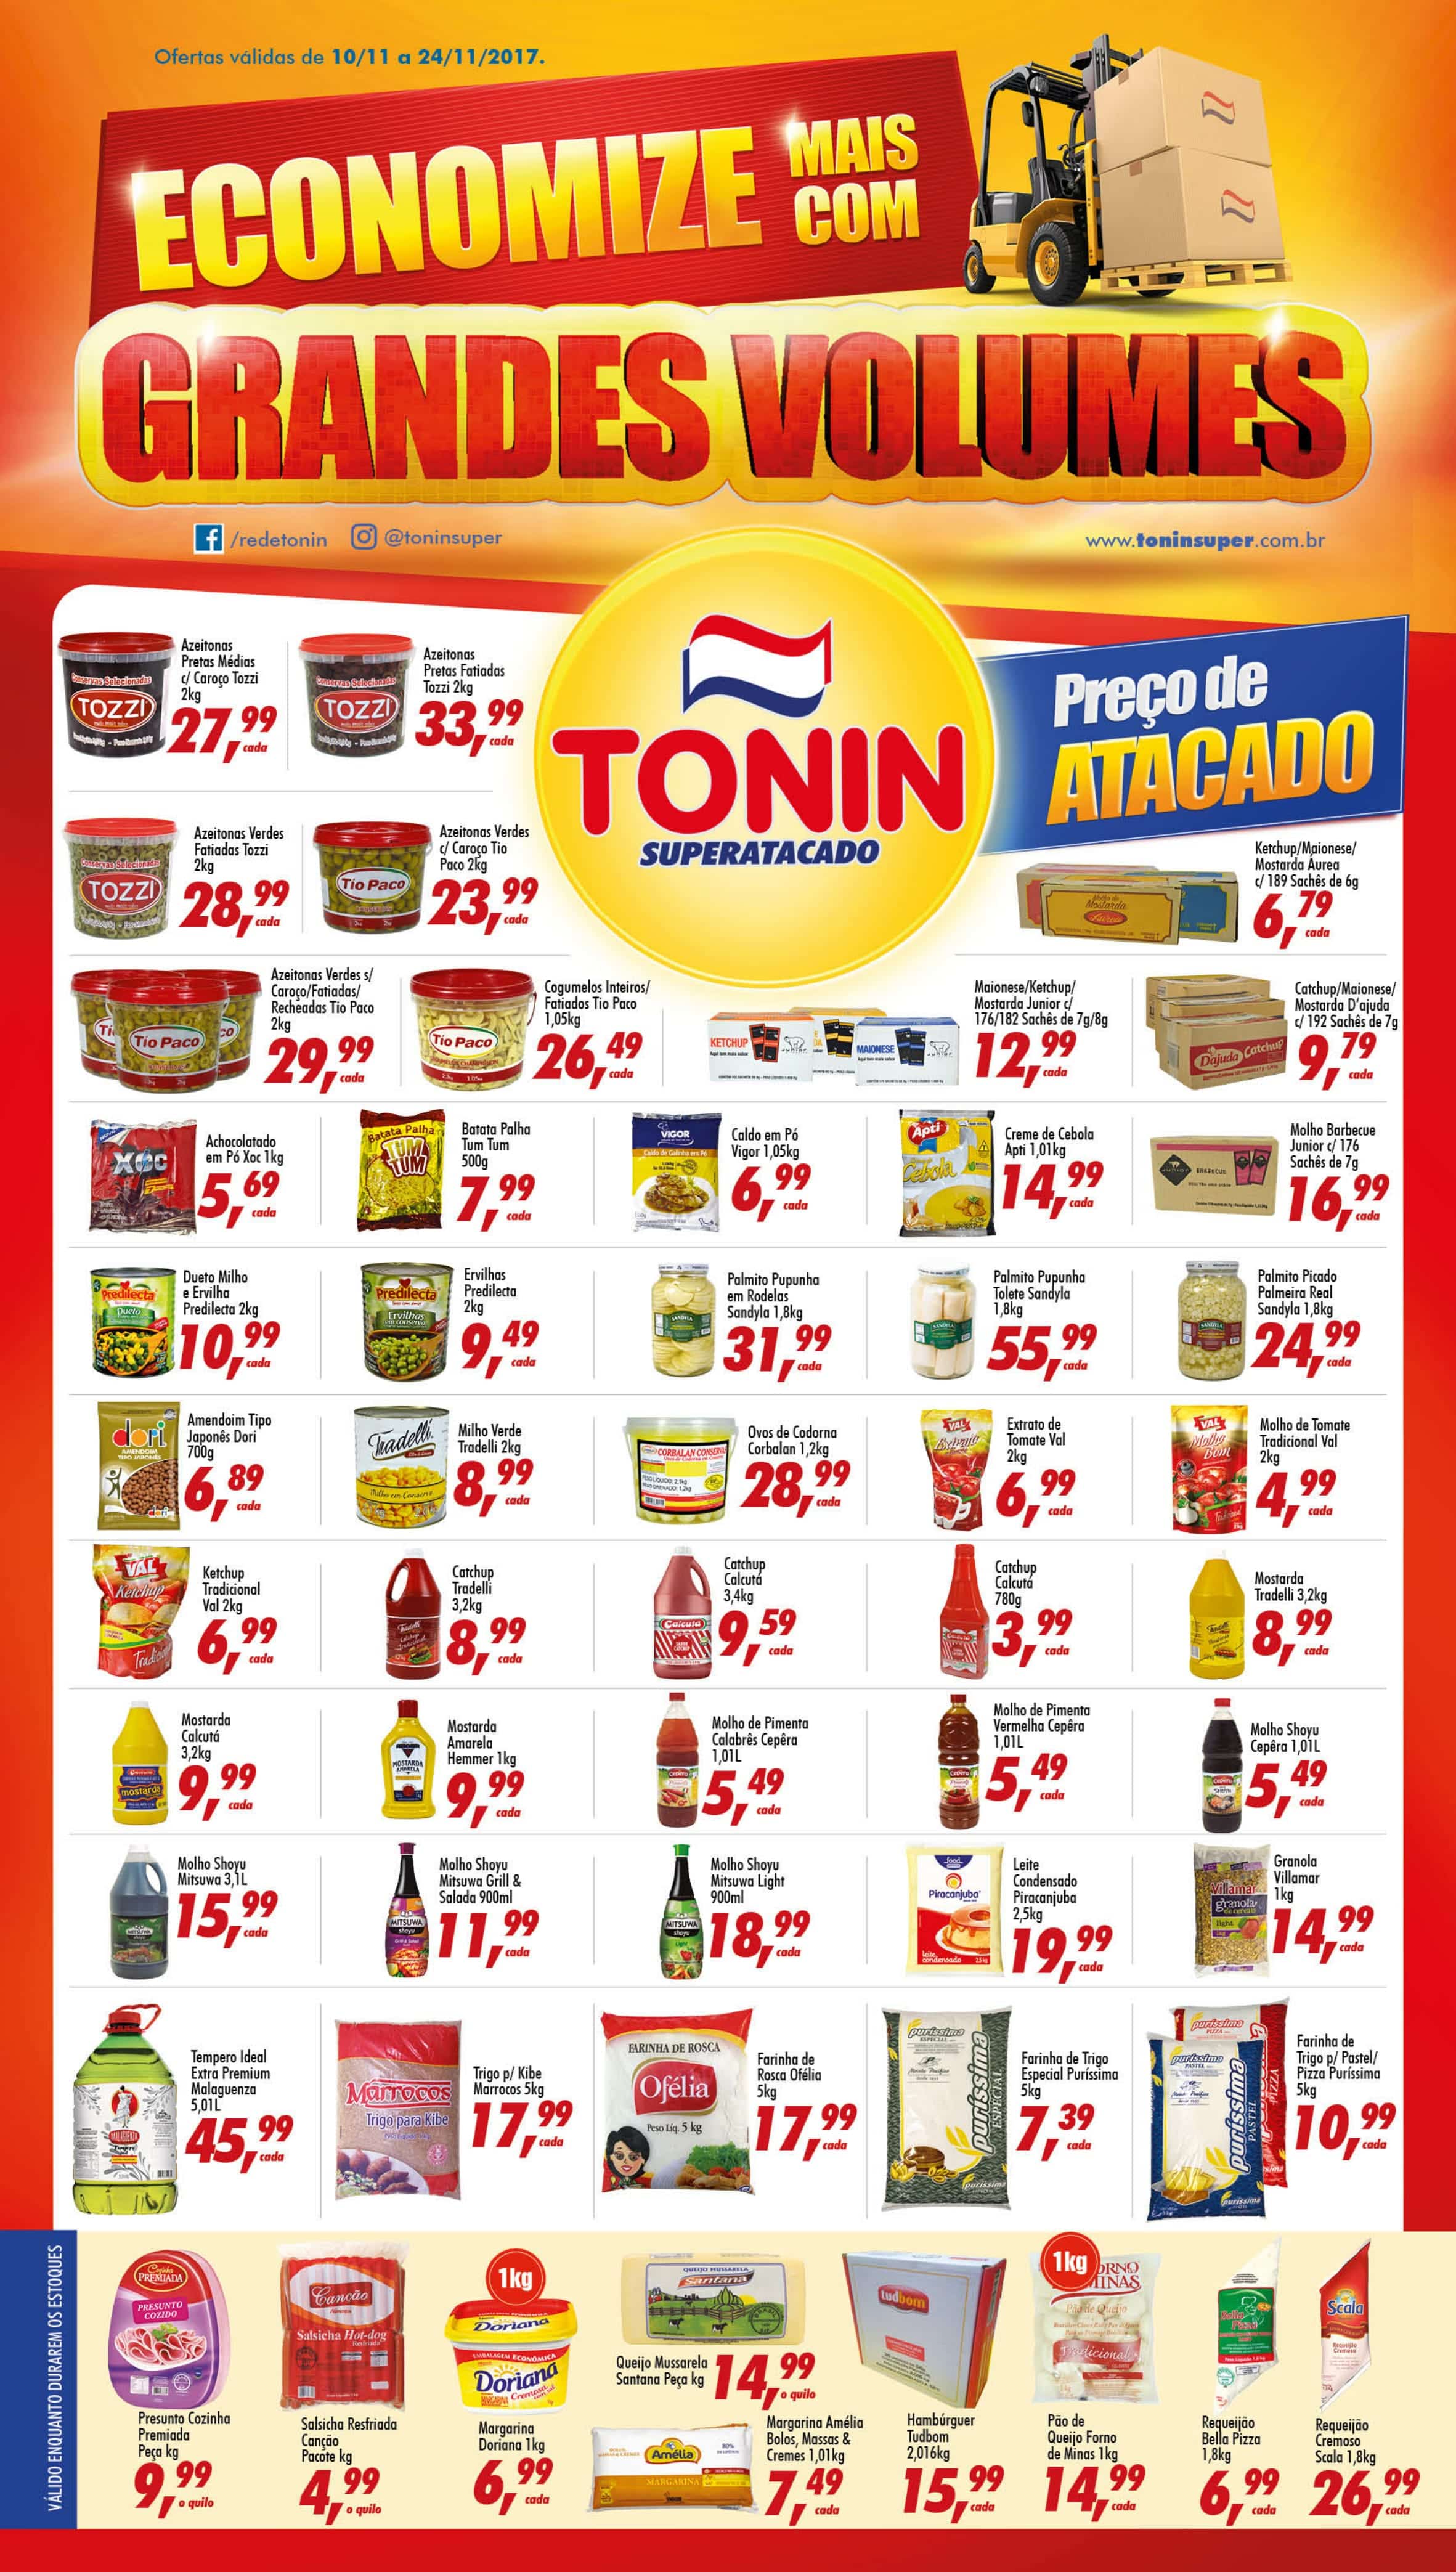 Ofertas válidas de 10/11 a 24/11/2017.
ECONOMIZE MAIS COM
GRANDES VOLUMES
/redetonin @toninsuper
www.toninsuper.com.br
TONIN
SUPERATACADO
Preço de
ATACADO
Azeitonas
Pretas Médias
c/ Caroço Tozzi
2kg
27,99 cada
Azeitonas
Pretas Fatiadas
Tozzi 2kg
33,99 cada
Azeitonas Verdes
Fatiadas Tozzi
2kg
28,99 cada
Azeitonas Verdes
c/ Caroço Tio
Paco 2kg
23,99 cada
Ketchup/Maionese/
Mostarda Áurea
c/ 189 Sachês de 6g
6,79 cada
Azeitonas Verdes s/
Caroço/Fatiadas/
Recheadas Tio Paco
2kg
29,99 cada
Cogumelos Inteiros/
Fatiados Tio Paco
1,05kg
26,49 cada
Maionese/Ketchup/
Mostarda Junior c/
176/182 Sachês de 7g/8g
12,99 cada
Catchup/Maionese/
Mostarda D'ajuda
c/ 192 Sachês de 7g
9,79 cada
Achocolatado
em Pó Xoc 1kg
5,69 cada
Batata Palha
Tum Tum
500g
7,99 cada
Caldo em Pó
Vigor 1,05kg
6,99 cada
Creme de Cebola
Apti 1,01kg
14,99 cada
Molho Barbecue
Junior c/ 176
Sachês de 7g
16,99 cada
Dueto Milho
e Ervilha
Predilecta 2kg
10,99 cada
Ervilhas
Predilecta
2kg
9,49 cada
Palmito Pupunha
em Rodelas
Sandyla 1,8kg
31,99 cada
Palmito Pupunha
Tolete Sandyla
1,8kg
55,99 cada
Palmito Picado
Palmeira Real
Sandyla 1,8kg
24,99 cada
Amendoim Tipo
Japonês Dori
700g
6,89 cada
Milho Verde
Tradelli 2kg
8,99 cada
Ovos de Codorna
Corbalan 1,2kg
28,99 cada
Extrato de
Tomate Val
2kg
6,99 cada
Molho de Tomate
Tradicional Val
2kg
4,99 cada
Ketchup
Tradicional
Val 2kg
6,99 cada
Catchup
Tradelli
3,2kg
8,99 cada
Catchup
Calcutá
3,4kg
9,59 cada
Catchup
Calcutá
780g
3,99 cada
Mostarda
Tradelli 3,2kg
8,99 cada
Mostarda
Calcutá
3,2kg
9,99 cada
Mostarda
Amarela
Hemmer 1kg
9,99 cada
Molho de Pimenta
Calabrês Cepêra
1,01L
5,49 cada
Molho de Pimenta
Vermelha Cepêra
1,01L
5,49 cada
Molho Shoyu
Cepêra 1,01L
5,49 cada
Molho Shoyu
Mitsuwa 3,1L
15,99 cada
Molho Shoyu
Mitsuwa Grill &
Salada 900ml
11,99 cada
Molho Shoyu
Mitsuwa Light
900ml
18,99 cada
Leite
Condensado
Piracanjuba
2,5kg
19,99 cada
Granola
Villamar
1kg
14,99 cada
Tempero Ideal
Extra Premium
Malaguenza
5,01L
45,99 cada
Trigo p/ Kibe
Marrocos 5kg
17,99 cada
Farinha de
Rosca Ofélia
5kg
17,99 cada
Farinha de Trigo
Especial Puríssima
5kg
7,39 cada
Farinha de
Trigo p/ Pastel/
Pizza Puríssima
5kg
10,99 cada
VÁLIDO ENQUANTO DURAREM OS ESTOQUES
Presunto Cozinha
Premiada
Peça kg
9,99 o quilo
Salsicha Resfriada
Canção
Pacote kg
4,99 o quilo
1kg
Margarina
Doriana 1kg
6,99 cada
Queijo Mussarela
Santana Peça kg
14,99 o quilo
Margarina Amélia
Bolos, Massas &
Cremes 1,01kg
7,49 cada
Hambúrguer
Tudbom
2,016kg
15,99 cada
1kg
Pão de
Queijo Forno
de Minas 1kg
14,99 cada
Requeijão
Bella Pizza
1,8kg
6,99 cada
Requeijão
Cremoso
Scala 1,8kg
26,99 cada